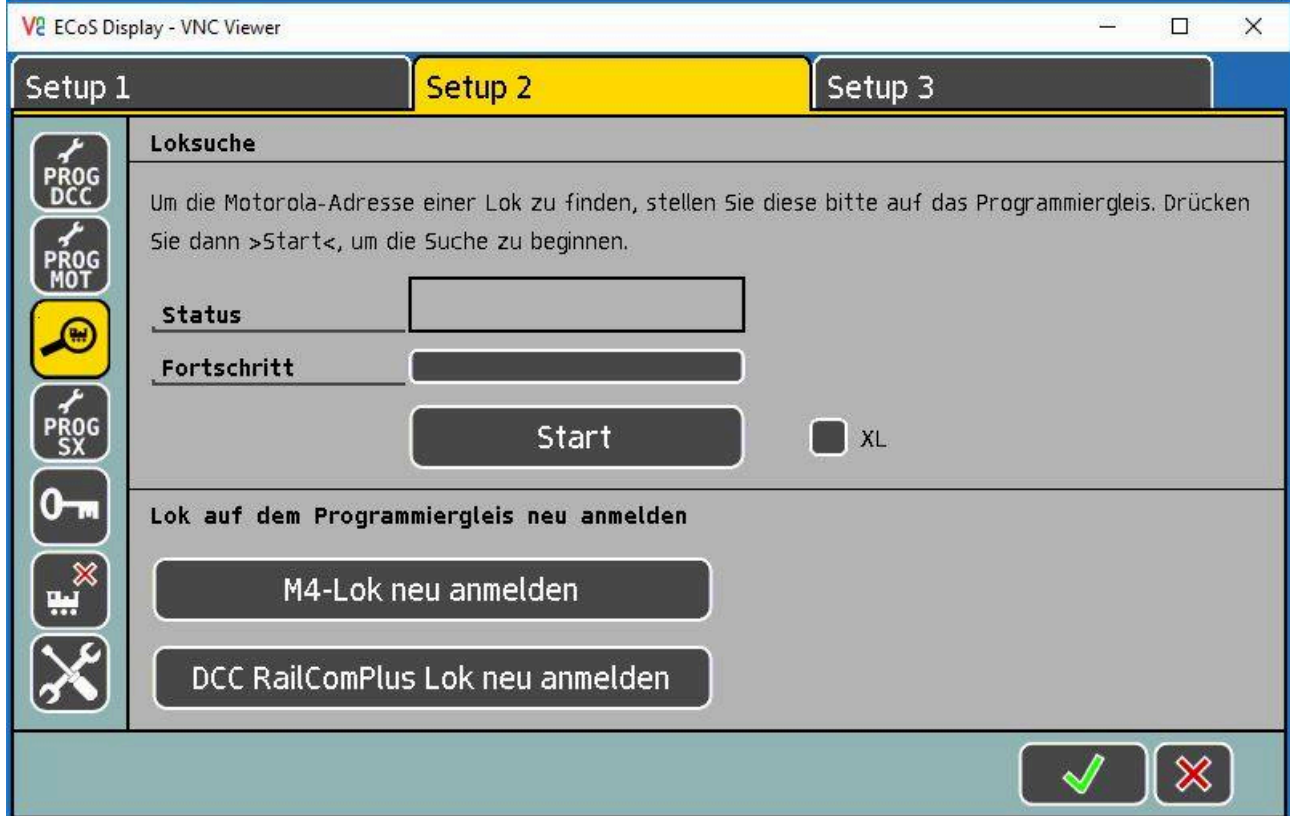 V2 ECoS Display - VNC Viewer
Setup 1
Setup 2
Setup 3
PROG
DCC
PROG
MOT
PROG
SX
Loksuche
Um die Motorola-Adresse einer Lok zu finden, stellen Sie diese bitte auf das Programmiergleis. Drücken
Sie dann >Start<, um die Suche zu beginnen.
Status
Fortschritt
Start
XL
Lok auf dem Programmiergleis neu anmelden
M4-Lok neu anmelden
DCC RailComPlus Lok neu anmelden